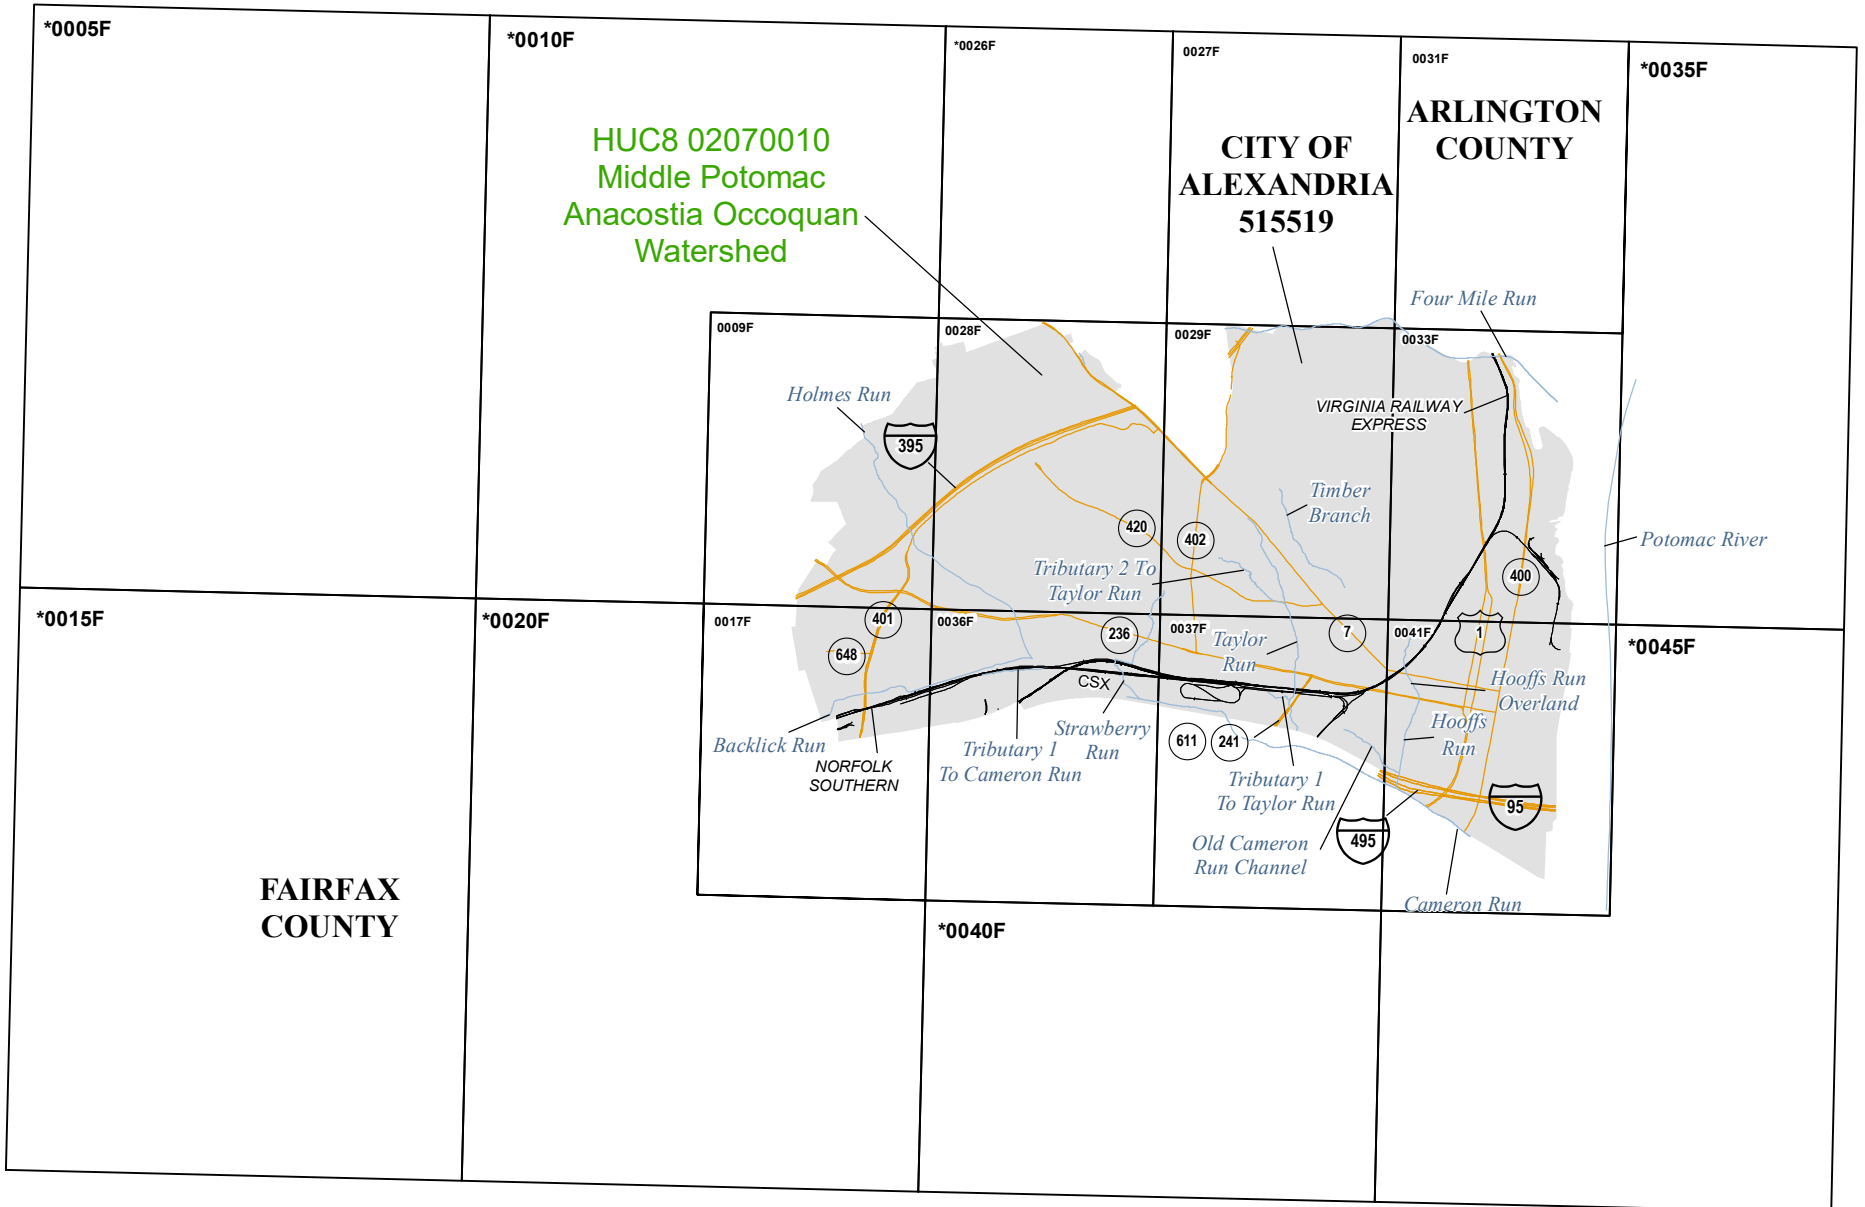 *0005F
*0010F
*0026F
0027F
0031F
*0035F
HUC8 02070010
Middle Potomac
Anacostia Occoquan
Watershed
CITY OF
ALEXANDRIA
515519
ARLINGTON
COUNTY
Four Mile Run
0009F
0028F
0029F
0033F
Holmes Run
395
VIRGINIA RAILWAY
EXPRESS
Timber
Branch
420
402
Potomac River
Tributary 2 To
Taylor Run
400
*0015F
*0020F
0017F
401
0036F
236
0037F
Taylor
Run
7
0041F
1
*0045F
648
CSX
Hooffs Run
Overland
Backlick Run
NORFOLK
SOUTHERN
Tributary 1
To Cameron Run
Strawberry
Run
611
241
Hooffs
Run
Tributary 1
To Taylor Run
95
495
Old Cameron
Run Channel
Cameron Run
FAIRFAX
COUNTY
*0040F